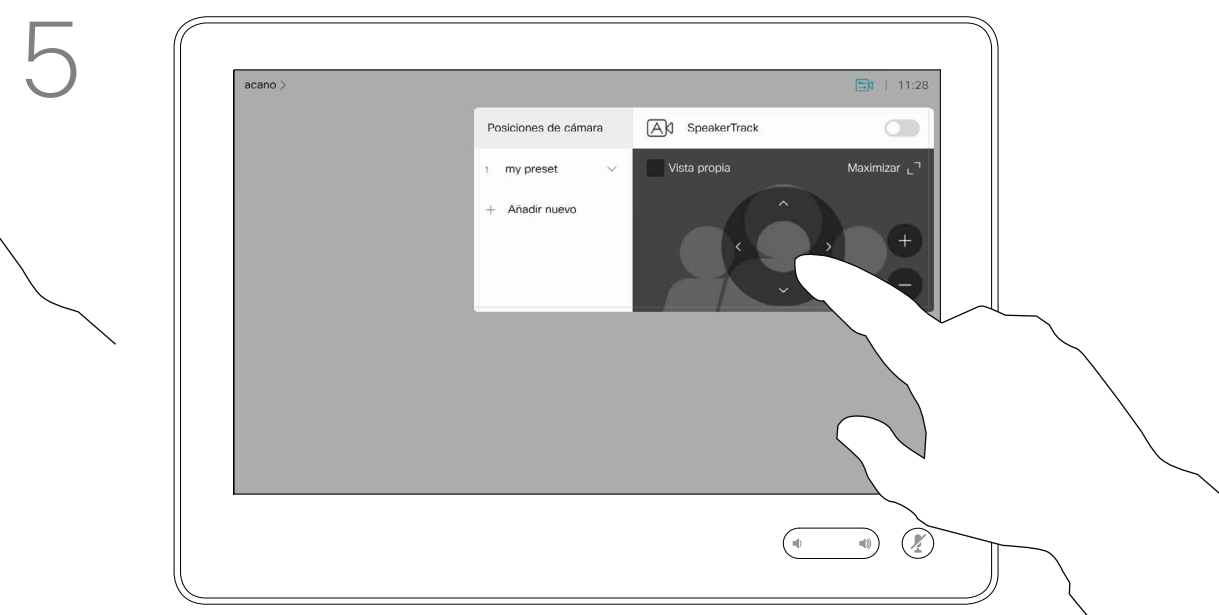 5
acano >
11:28
Posiciones de cámara
SpeakerTrack
1 my preset
Vista propia
Maximizar
+ Añadir nuevo